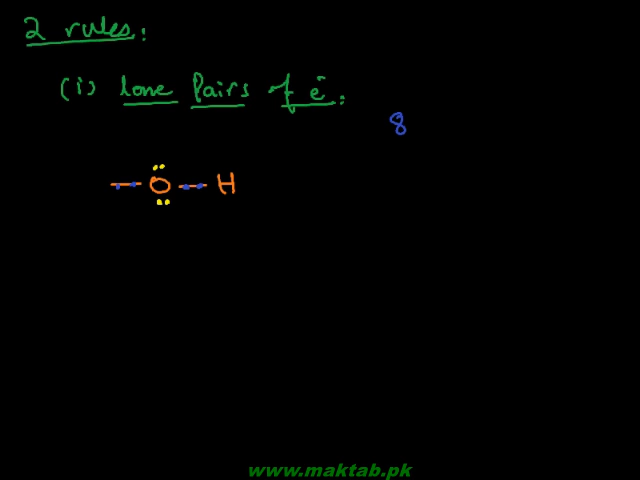 2 rules:
(i) lone Pairs of ē:
8
— O — H
www.maktab.pk